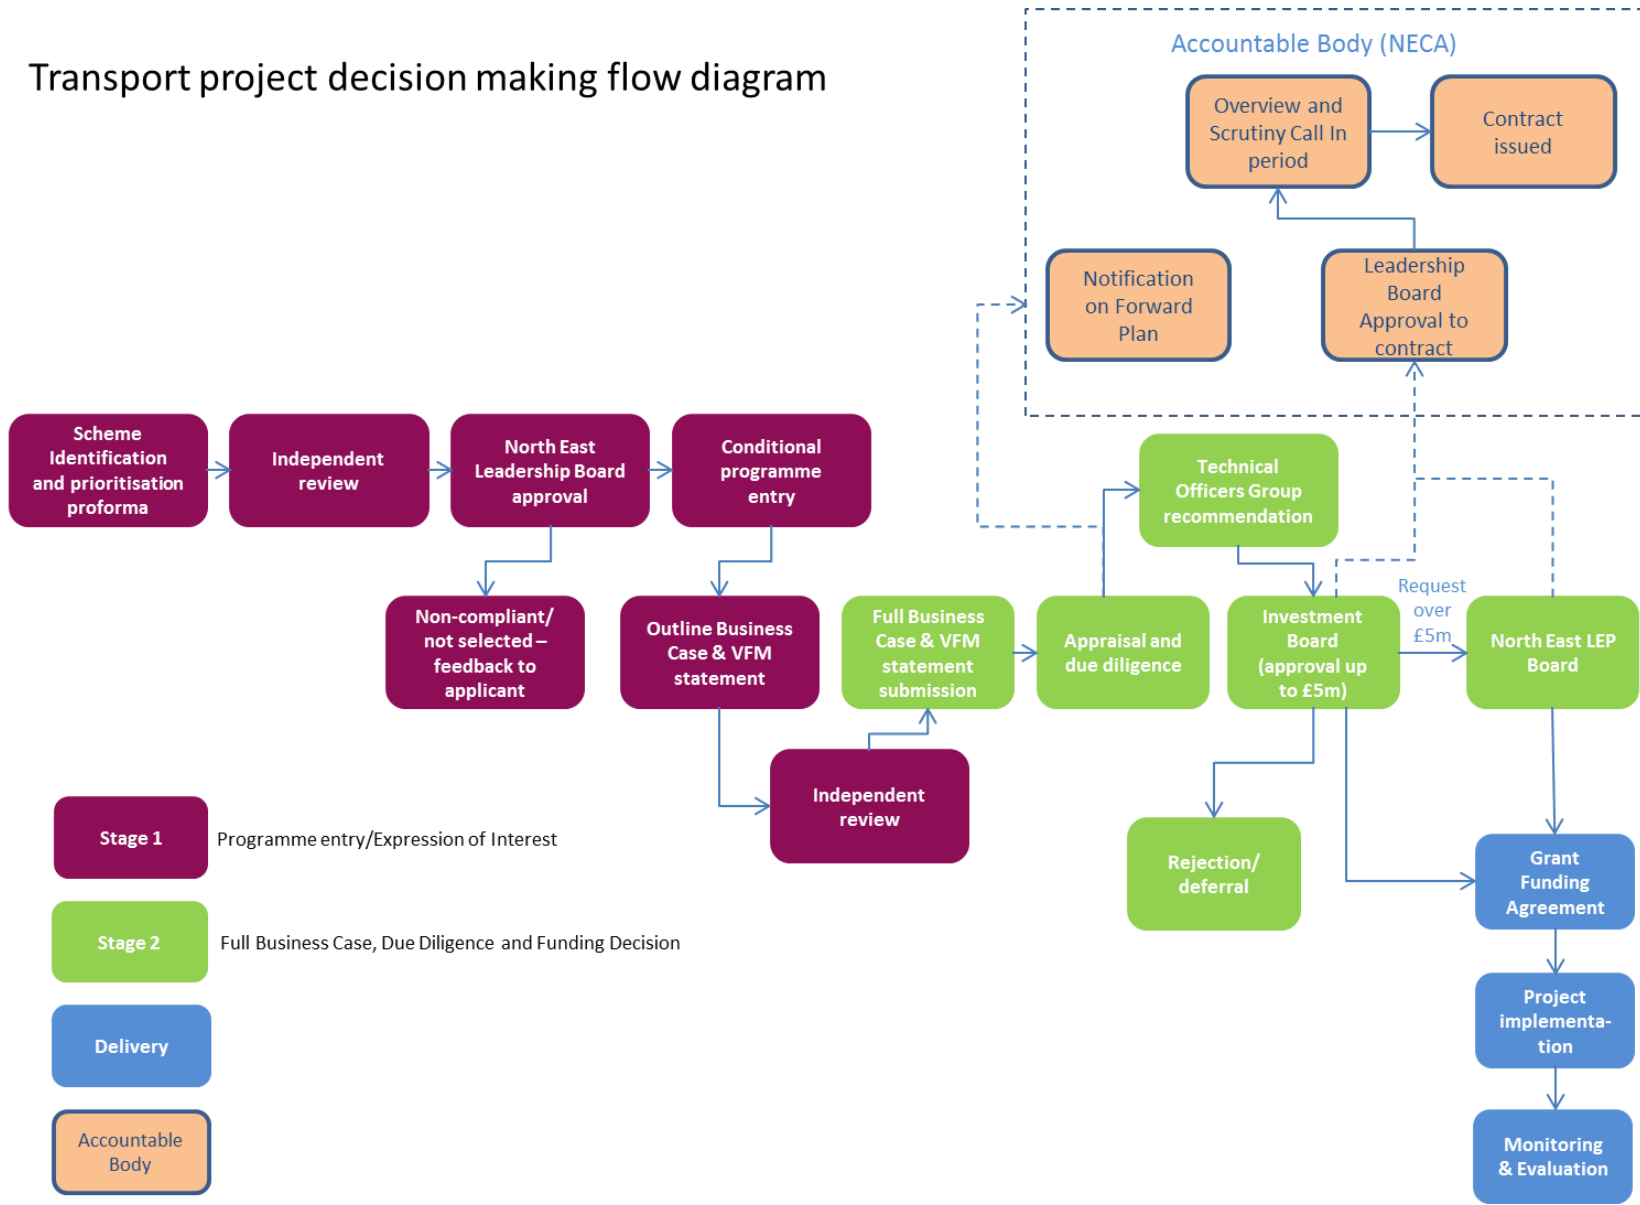 Transport project decision making flow diagram
Accountable Body (NECA)
Overview and
Scrutiny Call In
period
Contract
issued
Notification
on Forward
Plan
Leadership
Board
Approval to
contract
Scheme
Identification
and prioritisation
proforma
Independent
review
North East
Leadership Board
approval
Conditional
programme
entry
Technical
Officers Group
recommendation
Non-compliant/
not selected –
feedback to
applicant
Outline Business
Case & VFM
statement
Full Business
Case & VFM
statement
submission
Appraisal and
due diligence
Investment
Board
(approval up
to £5m)
Request
over
£5m
North East LEP
Board
Independent
review
Rejection/
deferral
Grant
Funding
Agreement
Project
implementa-
tion
Monitoring
& Evaluation
Stage 1
Programme entry/Expression of Interest
Stage 2
Full Business Case, Due Diligence and Funding Decision
Delivery
Accountable
Body